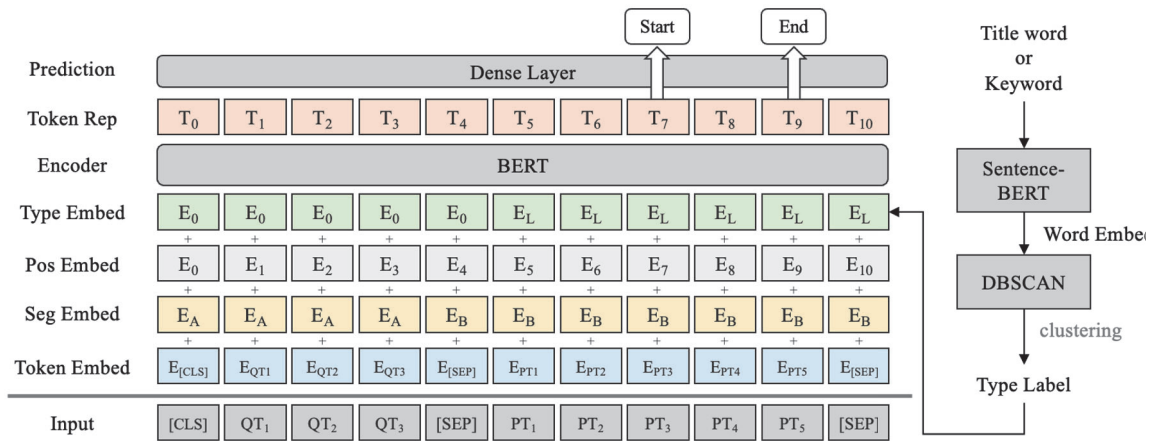 Start End
Title word
or
Keyword
Prediction Dense Layer
Token Rep T0 T1 T2 T3 T4 T5 T6 T7 T8 T9 T10
Encoder BERT
Type Embed E0 E0 E0 E0 E0 EL EL EL EL EL EL
+ + + + + + + + + + +
Pos Embed E0 E1 E2 E3 E4 E5 E6 E7 E8 E9 E10
+ + + + + + + + + + +
Seg Embed EA EA EA EA EB EB EB EB EB EB EB
+ + + + + + + + + + +
Token Embed E[CLS] EQT1 EQT2 EQT3 E[SEP] EPT1 EPT2 EPT3 EPT4 EPT5 E[SEP]
Input [CLS] QT1 QT2 QT3 [SEP] PT1 PT2 PT3 PT4 PT5 [SEP]
Sentence-
BERT
Word Embe
DBSCAN
clustering
Type Label